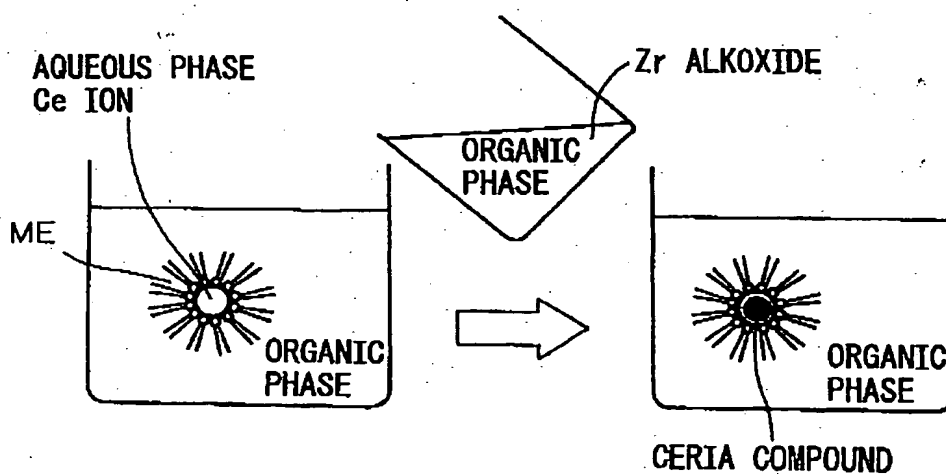 AQUEOUS PHASE
Ce ION
Zr ALKOXIDE
ORGANIC
PHASE
ME
ORGANIC
PHASE
ORGANIC
PHASE
CERIA COMPOUND